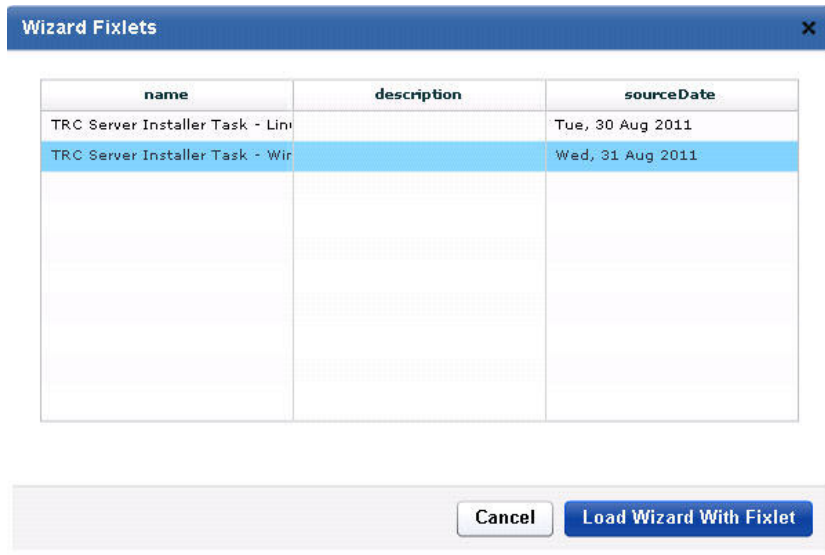 Wizard Fixlets
name description sourceDate
TRC Server Installer Task - Lin Tue, 30 Aug 2011
TRC Server Installer Task - Wir Wed, 31 Aug 2011
Cancel Load Wizard With Fixlet